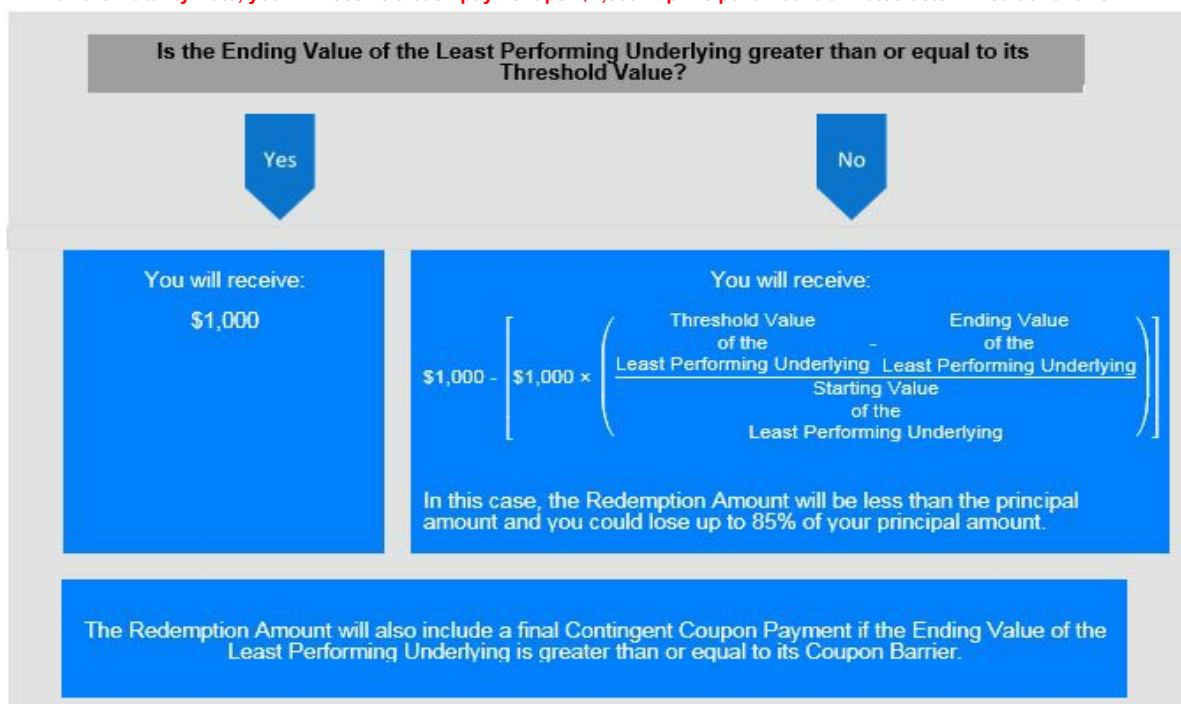 Is the Ending Value of the Least Performing Underlying greater than or equal to its
Threshold Value?
Yes
No
You will receive:
$1,000
You will receive:
$1,000 - [$1,000 × (
Threshold Value of the Least Performing Underlying - Ending Value of the Least Performing Underlying
Starting Value
of the
Least Performing Underlying
)]
In this case, the Redemption Amount will be less than the principal
amount and you could lose up to 85% of your principal amount.
The Redemption Amount will also include a final Contingent Coupon Payment if the Ending Value of the
Least Performing Underlying is greater than or equal to its Coupon Barrier.